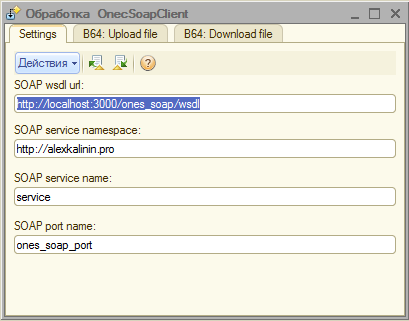 Обработка OnecSoapClient
Settings B64: Upload file B64: Download file
Действия
SOAP wsdl url:
http://localhost:3000/ones_soap/wsdl
SOAP service namespace:
http://alexkalinin.pro
SOAP service name:
service
SOAP port name:
ones_soap_port